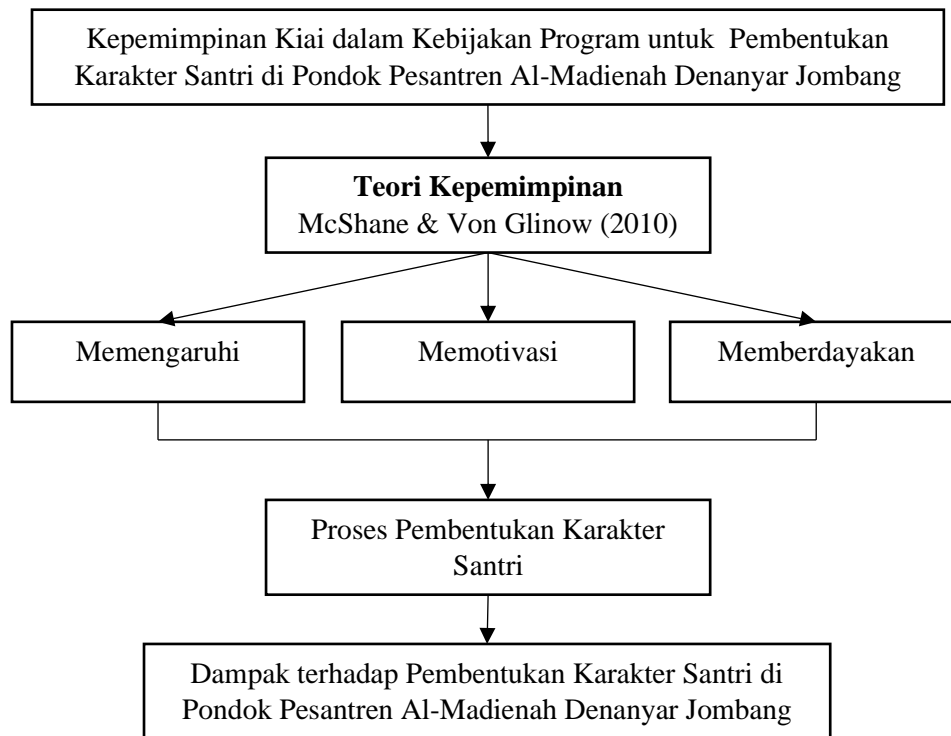 Kepemimpinan Kiai dalam Kebijakan Program untuk Pembentukan
Karakter Santri di Pondok Pesantren Al-Madienah Denanyar Jombang
Teori Kepemimpinan
McShane & Von Glinow (2010)
Memengaruhi
Memotivasi
Memberdayakan
Proses Pembentukan Karakter
Santri
Dampak terhadap Pembentukan Karakter Santri di
Pondok Pesantren Al-Madienah Denanyar Jombang